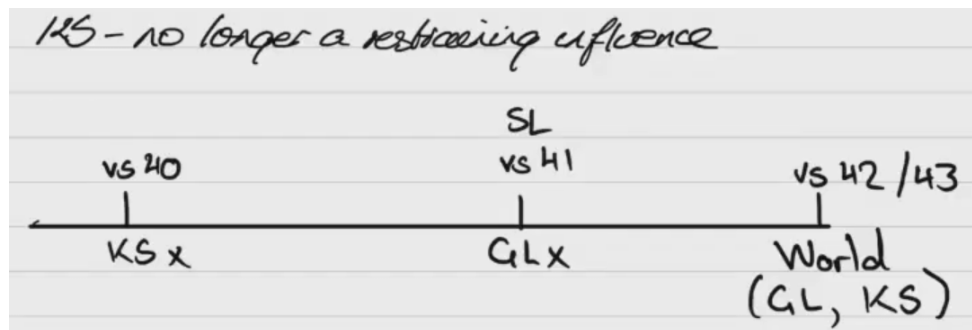 KS - no longer a restraining influence
SL
vs 40 vs 41 vs 42/43
KS x GL x World
(GL, KS)